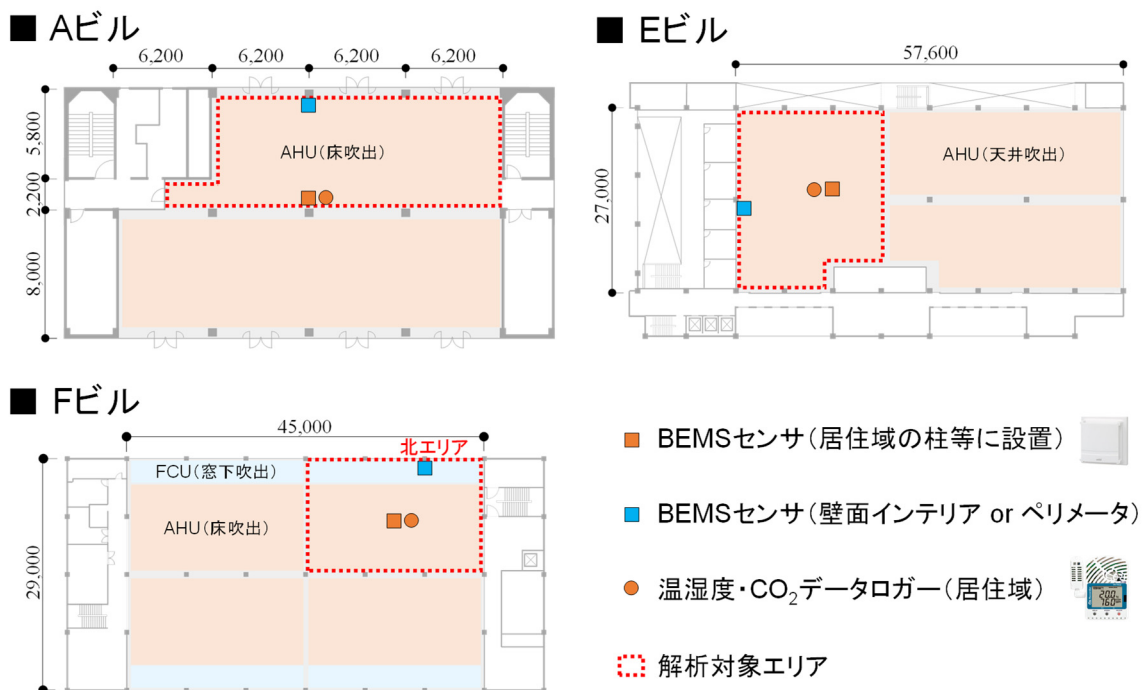 ■ Aビル
6,200 6,200 6,200 6,200
5,800
2,200
8,000
AHU(床吹出)
■ Eビル
57,600
27,000
AHU(天井吹出)
■ Fビル
45,000
北エリア
29,000
FCU(窓下吹出)
AHU(床吹出)
BEMSセンサ(居住域の柱等に設置)
BEMSセンサ(壁面インテリア or ペリメータ)
温湿度・CO₂データロガー(居住域)
解析対象エリア